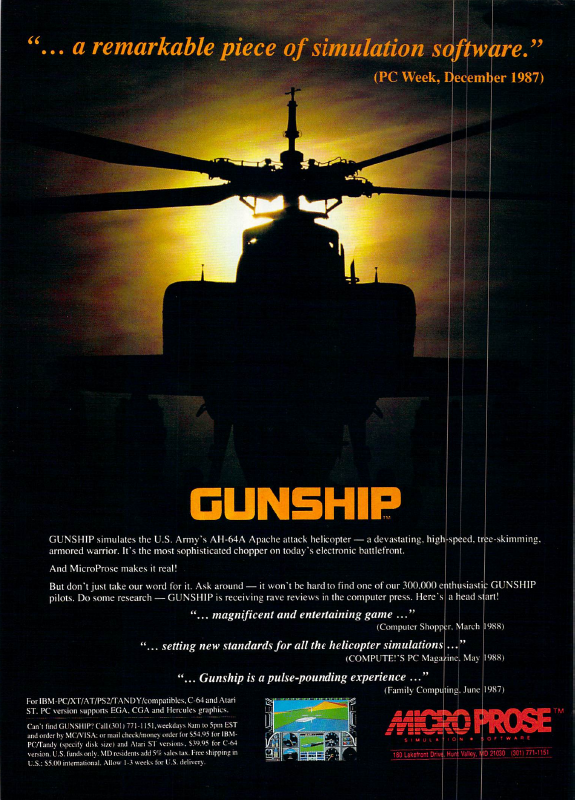 “... a remarkable piece of simulation software.”
(PC Week, December 1987)
GUNSHIP™
GUNSHIP simulates the U.S. Army's AH-64A Apache attack helicopter — a devastating, high-speed, tree-skimming,
armored warrior. It's the most sophisticated chopper on today's electronic battlefront.
And MicroProse makes it real!
But don't just take our word for it. Ask around — it won't be hard to find one of our 300,000 enthusiastic GUNSHIP
pilots. Do some research — GUNSHIP is receiving rave reviews in the computer press. Here's a head start!
“... magnificent and entertaining game ...”
(Computer Shopper, March 1988)
“... setting new standards for all the helicopter simulations ...”
(COMPUTE!'S PC Magazine, May 1988)
“... Gunship is a pulse-pounding experience ...”
(Family Computing, June 1987)
For IBM-PC/XT/AT/PS2/TANDY/compatibles, C-64 and Atari
ST. PC version supports EGA, CGA and Hercules graphics.
Can't find GUNSHIP? Call (301) 771-1151, weekdays 8am to 5pm EST
and order by MC/VISA; or mail check/money order for $54.95 for IBM-
PC/Tandy (specify disk size) and Atari ST versions, $39.95 for C-64
version. U.S. funds only. MD residents add 5% sales tax. Free shipping in
U.S.; $5.00 international. Allow 1-3 weeks for U.S. delivery.
MICRO PROSE™
SIMULATION • SOFTWARE
180 Lakefront Drive, Hunt Valley, MD 21030 (301) 771-1151